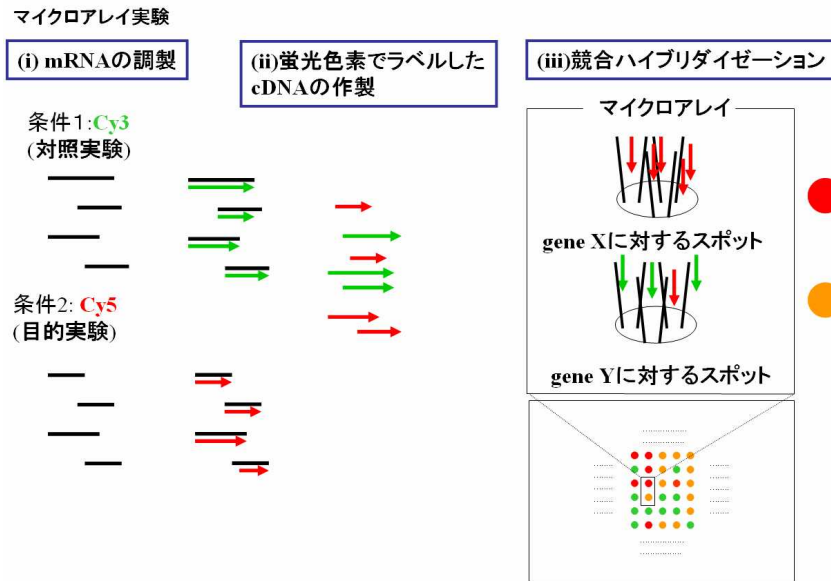 マイクロアレイ実験
(i) mRNAの調製
(ii)蛍光色素でラベルした
cDNAの作製
(iii)競合ハイブリダイゼーション
条件1:Cy3
(対照実験)
条件2: Cy5
(目的実験)
マイクロアレイ
gene Xに対するスポット
gene Yに対するスポット